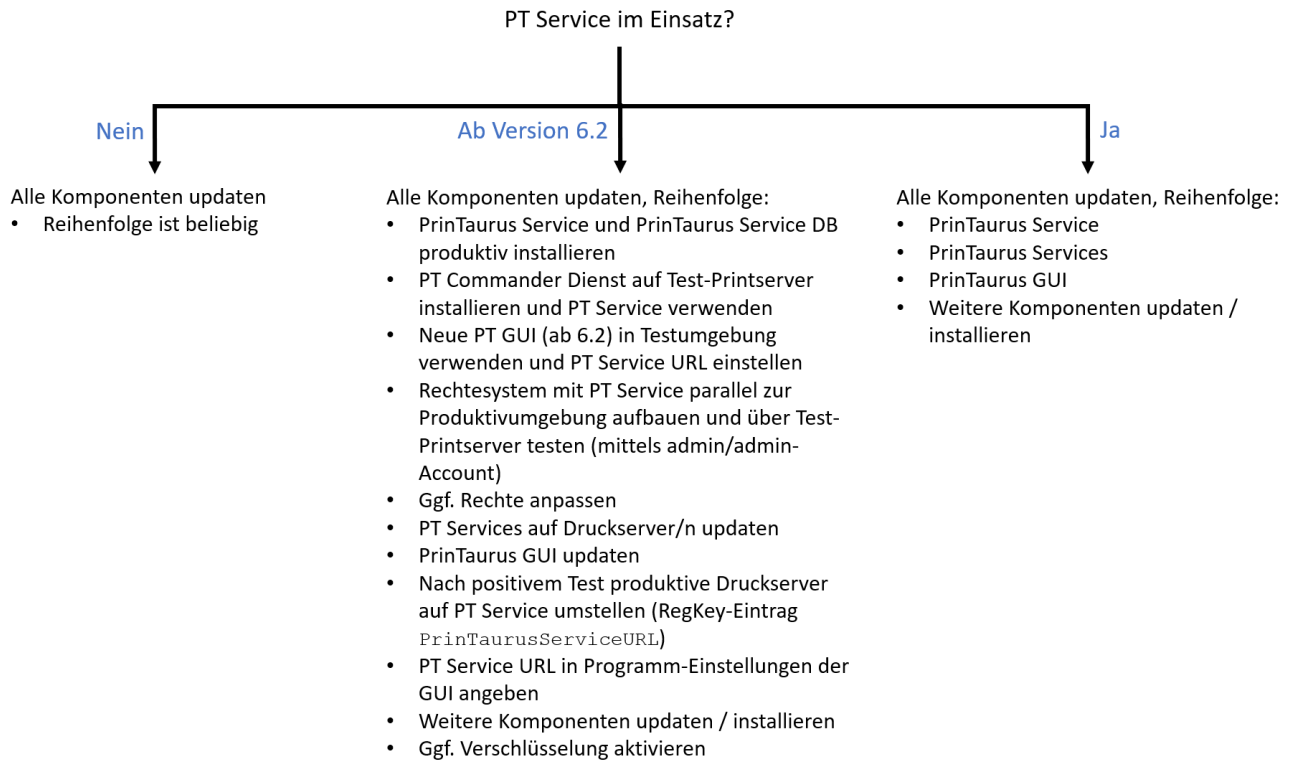 PT Service im Einsatz?
Nein
Ab Version 6.2
Ja
Alle Komponenten updaten
• Reihenfolge ist beliebig
Alle Komponenten updaten, Reihenfolge:
• PrinTaurus Service und PrinTaurus Service DB
produktiv installieren
• PT Commander Dienst auf Test-Printserver
installieren und PT Service verwenden
• Neue PT GUI (ab 6.2) in Testumgebung
verwenden und PT Service URL einstellen
• Rechtesystem mit PT Service parallel zur
Produktivumgebung aufbauen und über Test-
Printserver testen (mittels admin/admin-
Account)
• Ggf. Rechte anpassen
• PT Services auf Druckserver/n updaten
• PrinTaurus GUI updaten
• Nach positivem Test produktive Druckserver
auf PT Service umstellen (RegKey-Eintrag
PrinTaurusServiceURL)
• PT Service URL in Programm-Einstellungen der
GUI angeben
• Weitere Komponenten updaten / installieren
• Ggf. Verschlüsselung aktivieren
Alle Komponenten updaten, Reihenfolge:
• PrinTaurus Service
• PrinTaurus Services
• PrinTaurus GUI
• Weitere Komponenten updaten /
installieren